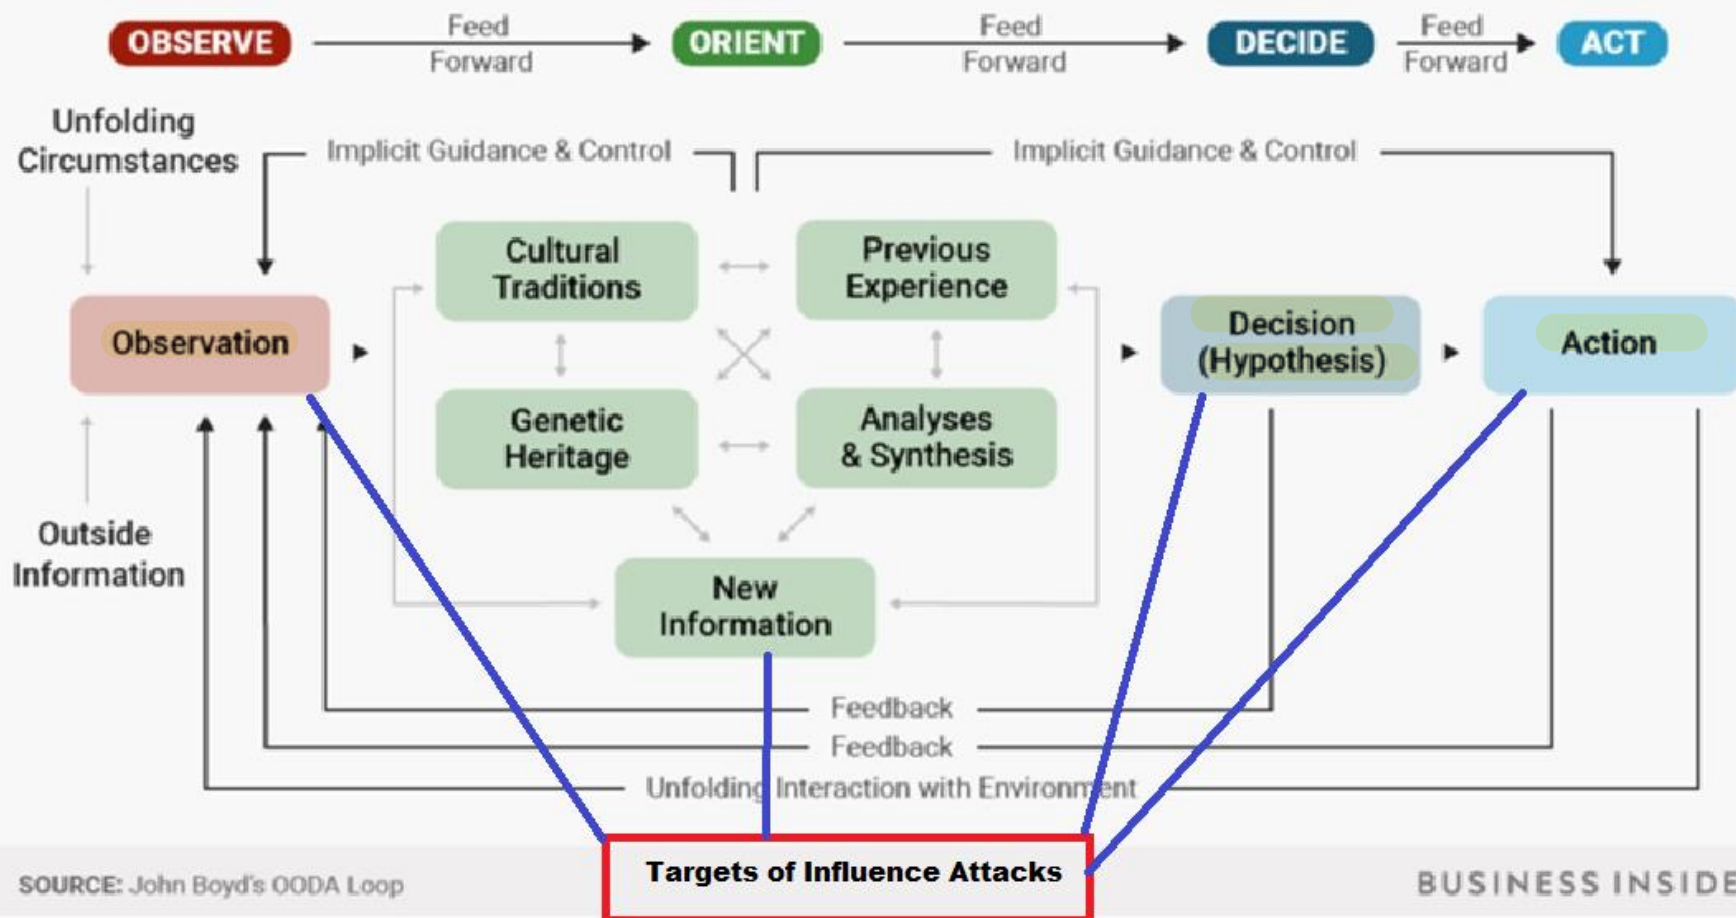 OBSERVE
Feed
Forward
ORIENT
Feed
Forward
DECIDE
Feed
Forward
ACT
Unfolding
Circumstances
Implicit Guidance & Control
Implicit Guidance & Control
Cultural
Traditions
Previous
Experience
Observation
Decision
(Hypothesis)
Action
Genetic
Heritage
Analyses
& Synthesis
Outside
Information
New
Information
Feedback
Feedback
Unfolding Interaction with Environment
Targets of Influence Attacks
SOURCE: John Boyd's OODA Loop
BUSINESS INSIDE